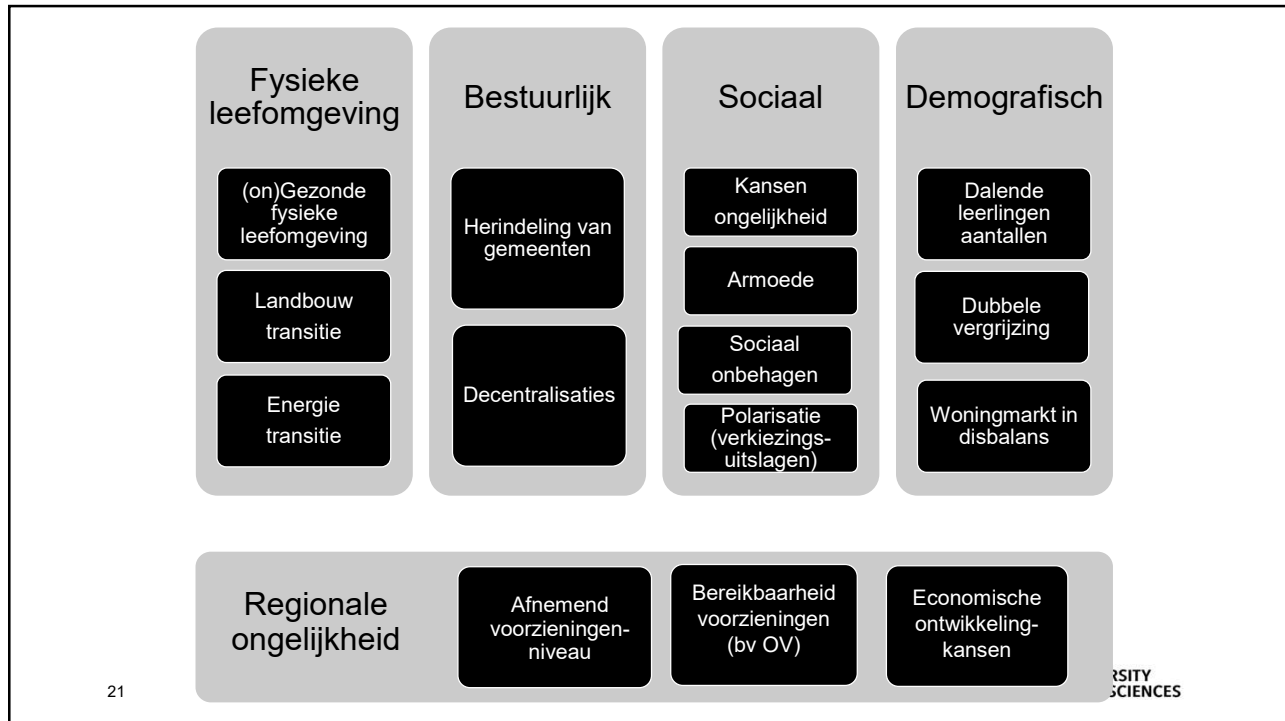 Fysieke
leefomgeving
(on)Gezonde
fysieke
leefomgeving
Landbouw
transitie
Energie
transitie
Bestuurlijk
Herindeling van
gemeenten
Decentralisaties
Sociaal
Kansen
ongelijkheid
Armoede
Sociaal
onbehagen
Polarisatie
(verkiezings-
uitslagen)
Demografisch
Dalende
leerlingen
aantallen
Dubbele
vergrijzing
Woningmarkt in
disbalans
Regionale
ongelijkheid
Afnemend
voorzieningen-
niveau
Bereikbaarheid
voorzieningen
(bv OV)
Economische
ontwikkeling-
kansen
21